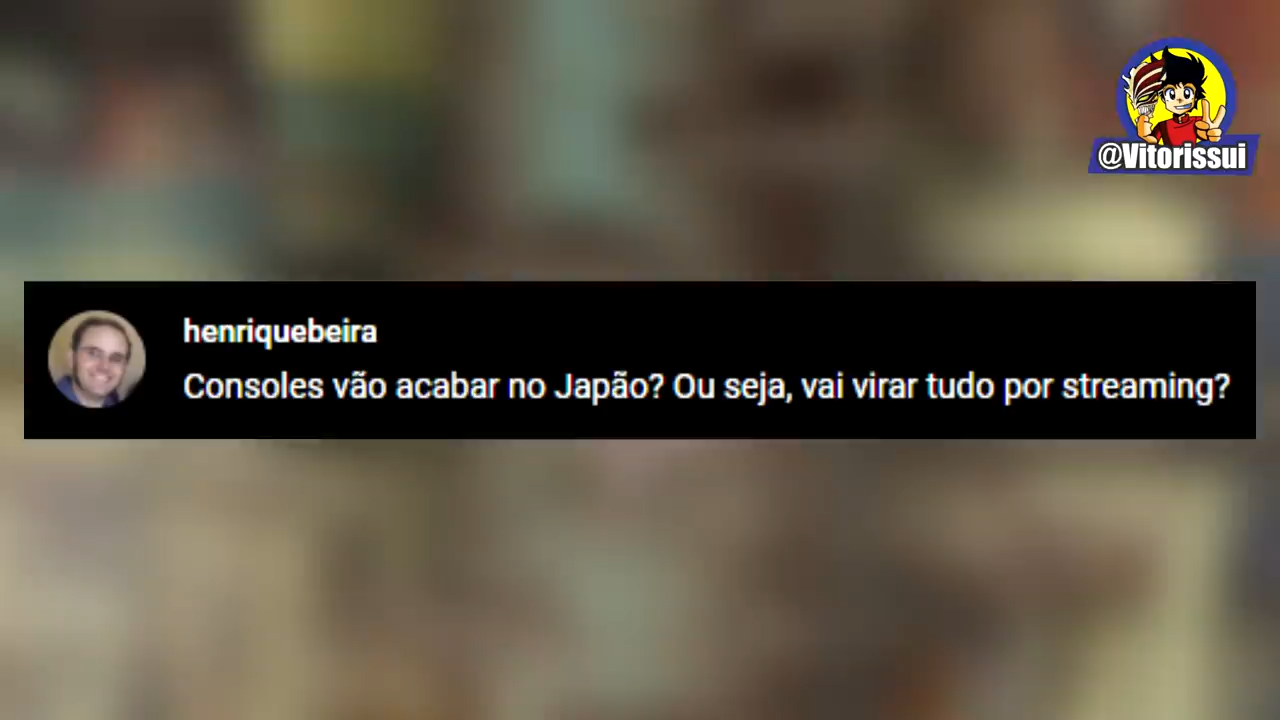 @Vitorissui
henriquebeira
Consoles vão acabar no Japão? Ou seja, vai virar tudo por streaming?